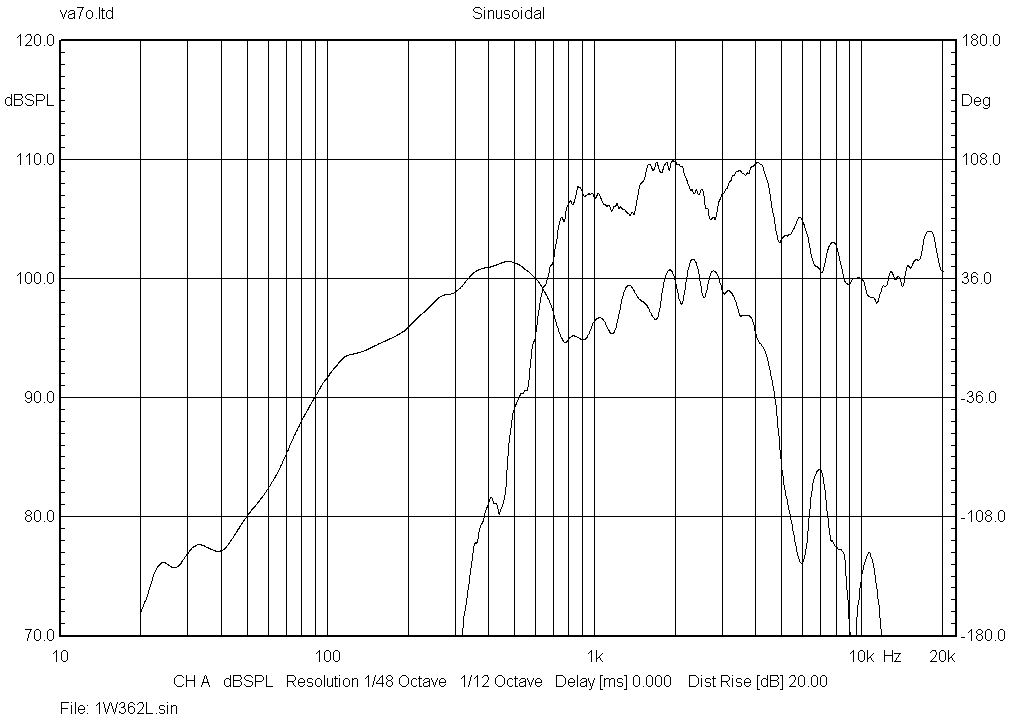 va7o.ltd Sinusoidal
120.0 180.0
dBSPL Deg
110.0 108.0
100.0 36.0
90.0 -36.0
80.0 -108.0
70.0 -180.0
10 100 1k 10k Hz 20k
CH A dBSPL Resolution 1/48 Octave 1/12 Octave Delay [ms] 0.000 Dist Rise [dB] 20.00
File: 1W362L.sin